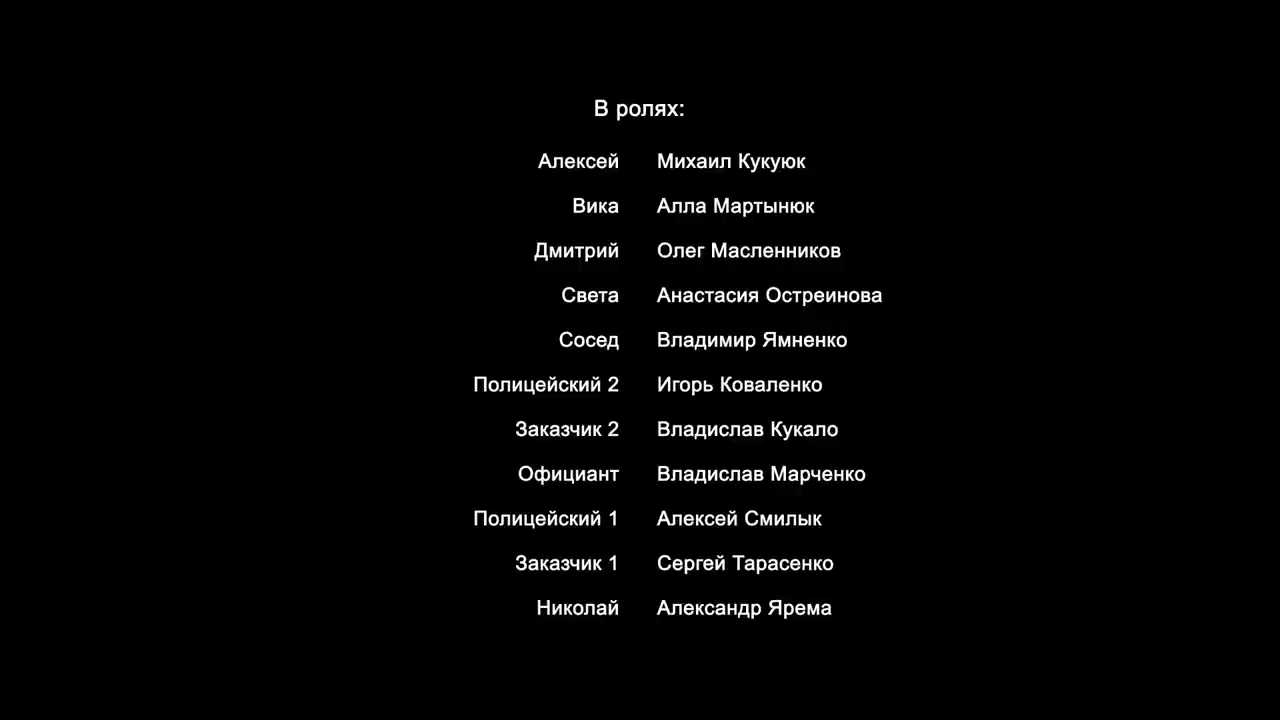 В ролях:
Алексей Михаил Кукуюк
Вика Алла Мартынюк
Дмитрий Олег Масленников
Света Анастасия Остреинова
Сосед Владимир Ямненко
Полицейский 2 Игорь Коваленко
Заказчик 2 Владислав Кукало
Официант Владислав Марченко
Полицейский 1 Алексей Смилык
Заказчик 1 Сергей Тарасенко
Николай Александр Ярема